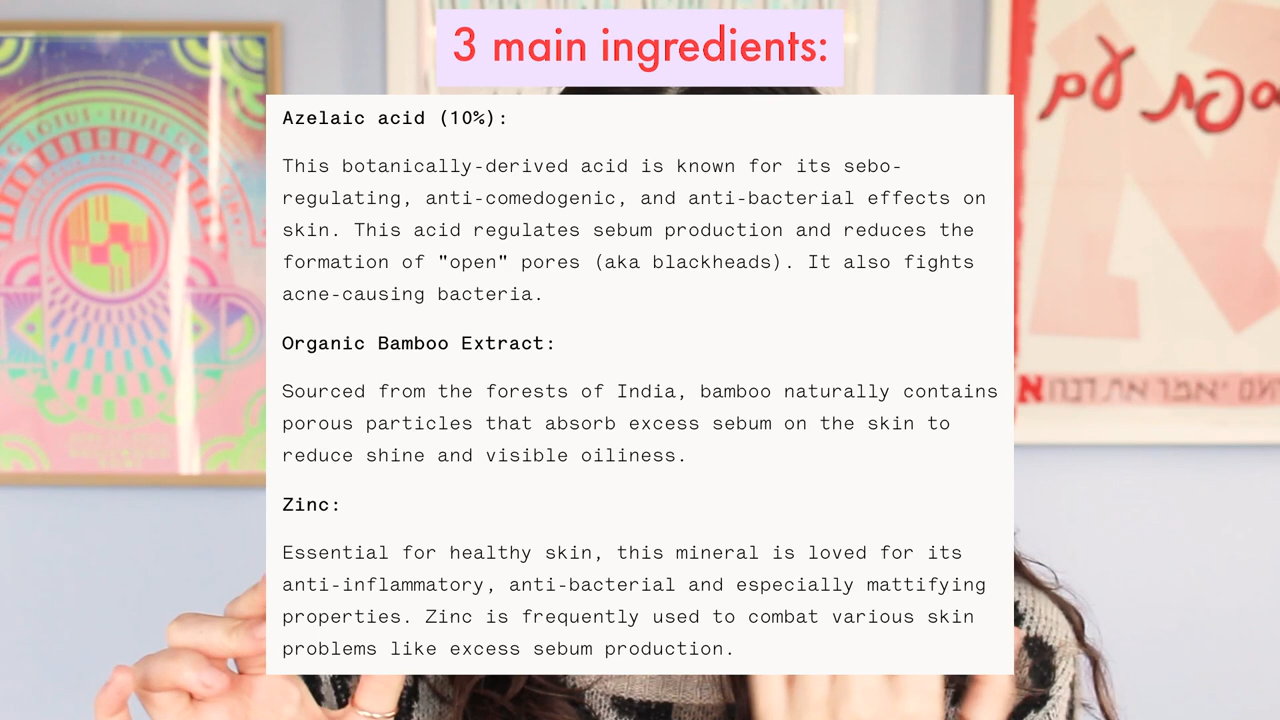 3 main ingredients:
Azelaic acid (10%):
This botanically-derived acid is known for its sebo-
regulating, anti-comedogenic, and anti-bacterial effects on
skin. This acid regulates sebum production and reduces the
formation of "open" pores (aka blackheads). It also fights
acne-causing bacteria.
Organic Bamboo Extract:
Sourced from the forests of India, bamboo naturally contains
porous particles that absorb excess sebum on the skin to
reduce shine and visible oiliness.
Zinc:
Essential for healthy skin, this mineral is loved for its
anti-inflammatory, anti-bacterial and especially mattifying
properties. Zinc is frequently used to combat various skin
problems like excess sebum production.
שפת עם